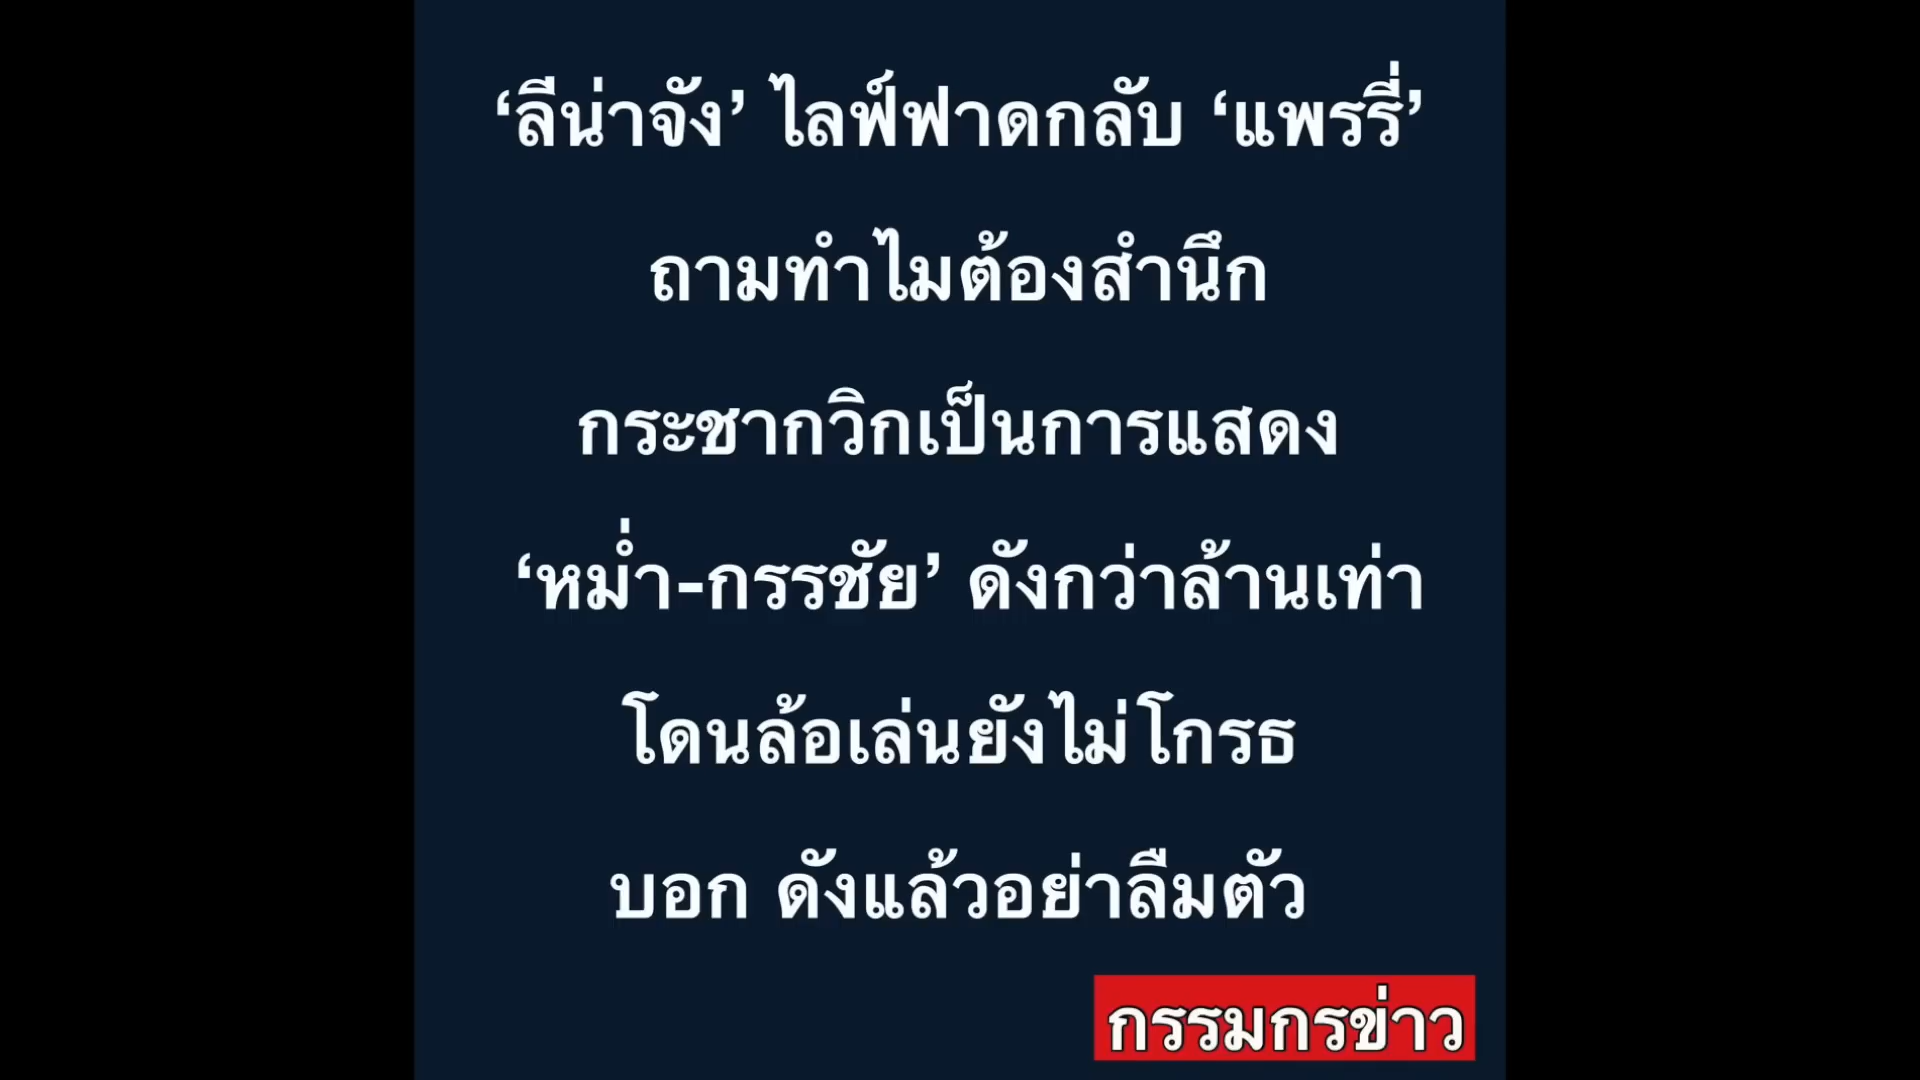 ‘ลีน่าจัง’ ไลฟ์ฟาดกลับ ‘แพรรี่’
ถามทำไมต้องสำนึก
กระชากวิกเป็นการแสดง
‘หม่ำ-กรรชัย’ ดังกว่าล้านเท่า
โดนล้อเล่นยังไม่โกรธ
บอก ดังแล้วอย่าลืมตัว
กรรมกรข่าว